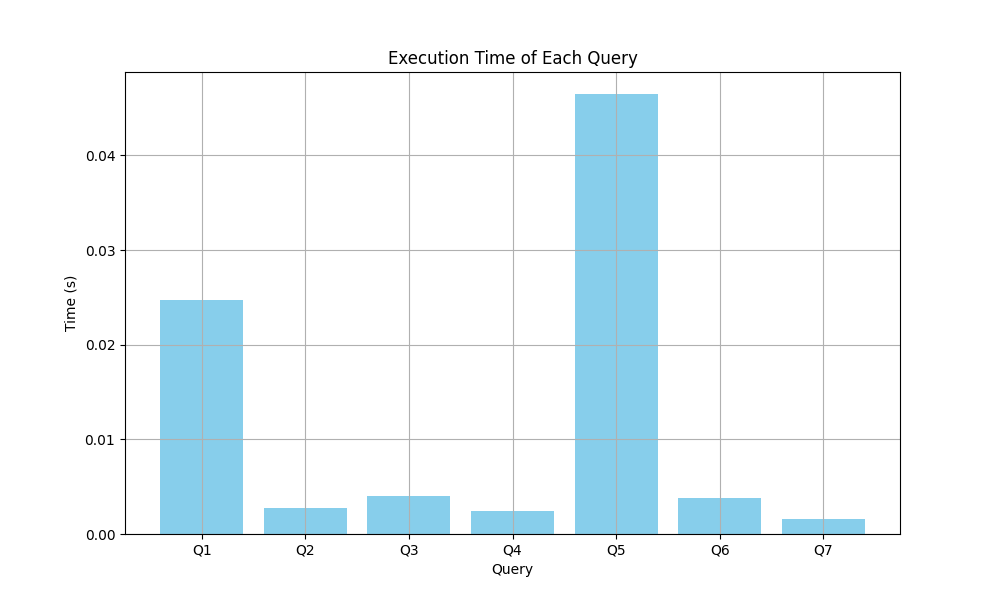 Execution Time of Each Query
Time (s)
0.04
0.03
0.02
0.01
0.00
Q1 Q2 Q3 Q4 Q5 Q6 Q7
Query